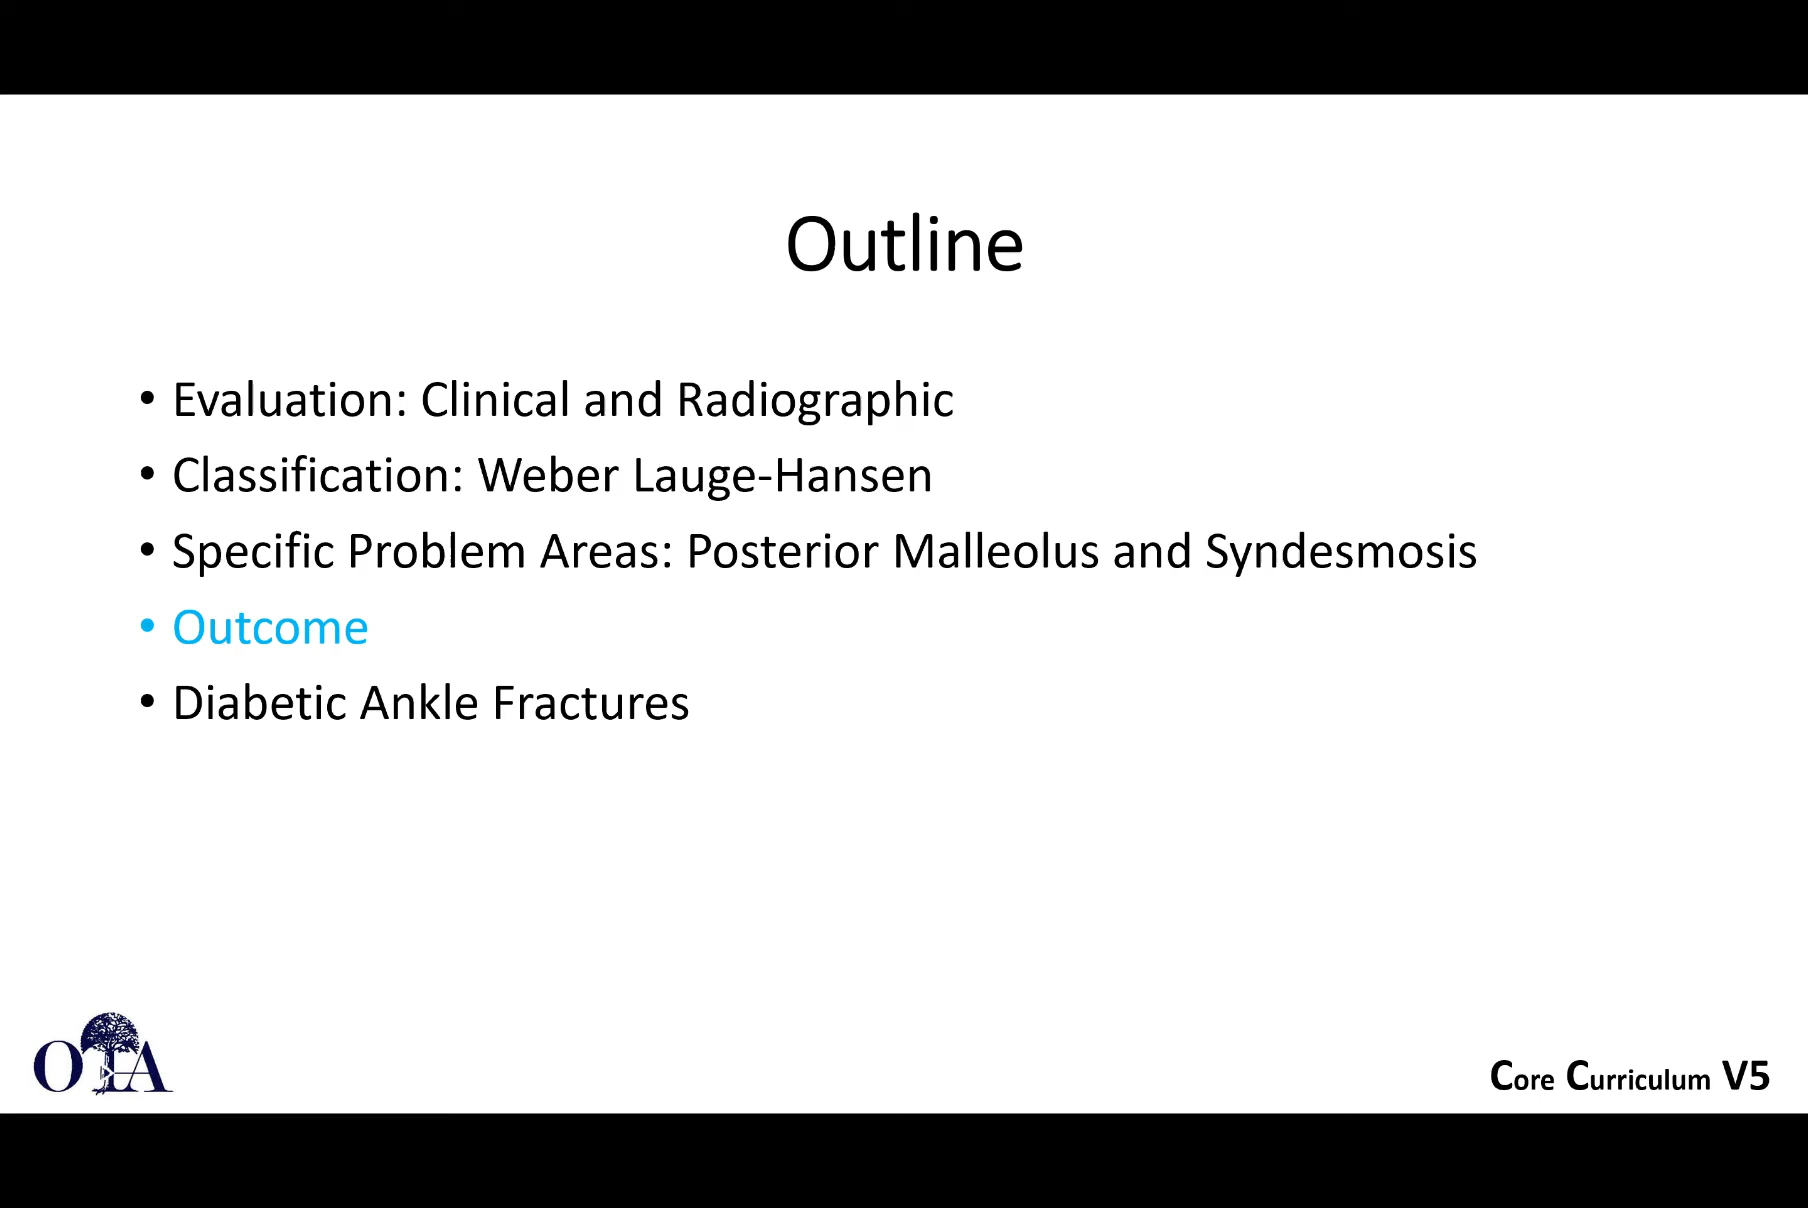 Outline
• Evaluation: Clinical and Radiographic
• Classification: Weber Lauge-Hansen
• Specific Problem Areas: Posterior Malleolus and Syndesmosis
• Outcome
• Diabetic Ankle Fractures
OTA
Core Curriculum V5